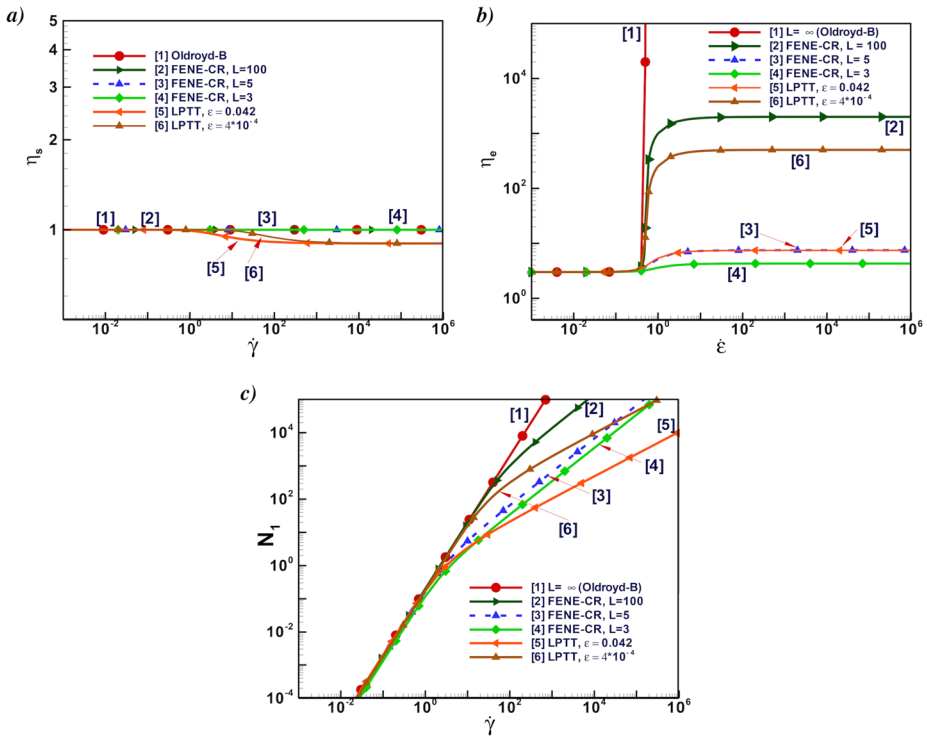 a)
5
4
3
2
1
ηs
[1] Oldroyd-B
[2] FENE-CR, L=100
[3] FENE-CR, L=5
[4] FENE-CR, L=3
[5] LPTT, ε=0.042
[6] LPTT, ε=4*10⁻⁴
[1] [2] [3] [4]
[5] [6]
10⁻² 10⁰ 10² 10⁴ 10⁶
γ̇
b)
[1] L= ∞ (Oldroyd-B)
[2] FENE-CR, L = 100
[3] FENE-CR, L= 5
[4] FENE-CR, L= 3
[5] LPTT, ε=0.042
[6] LPTT, ε=4*10⁻⁴
[1]
[2]
[6]
[3] [5]
[4]
10⁴
10²
10⁰
ηe
10⁻² 10⁰ 10² 10⁴ 10⁶
ε̇
c)
10⁴
10²
10⁰
10⁻²
10⁻⁴
N₁
[1] [2]
[5]
[4]
[3]
[6]
[1] L= ∞ (Oldroyd-B)
[2] FENE-CR, L=100
[3] FENE-CR, L=5
[4] FENE-CR, L=3
[5] LPTT, ε=0.042
[6] LPTT, ε=4*10⁻⁴
10⁻² 10⁰ 10² 10⁴ 10⁶
γ̇